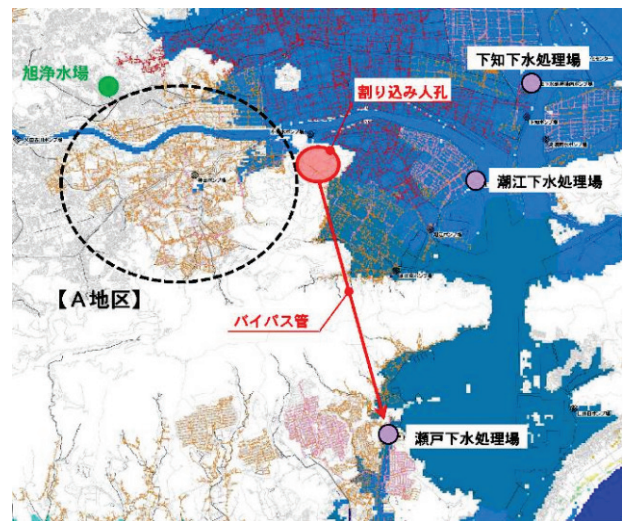 下知下水処理場
旭浄水場
割り込み人孔
潮江下水処理場
【A地区】
バイパス管
瀬戸下水処理場